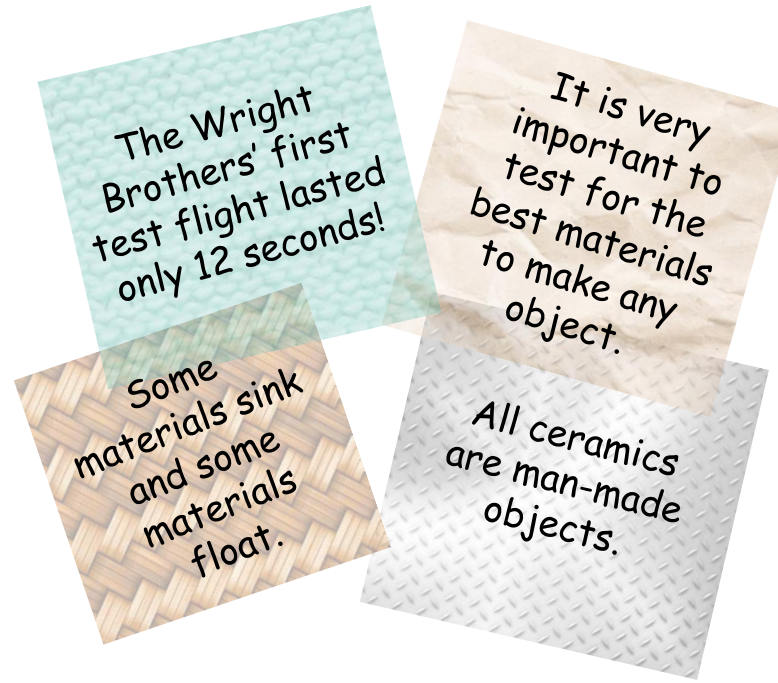 The Wright
Brothers’ first
test flight lasted
only 12 seconds!
It is very
important to
test for the
best materials
to make any
object.
Some
materials sink
and some
materials
float.
All ceramics
are man-made
objects.